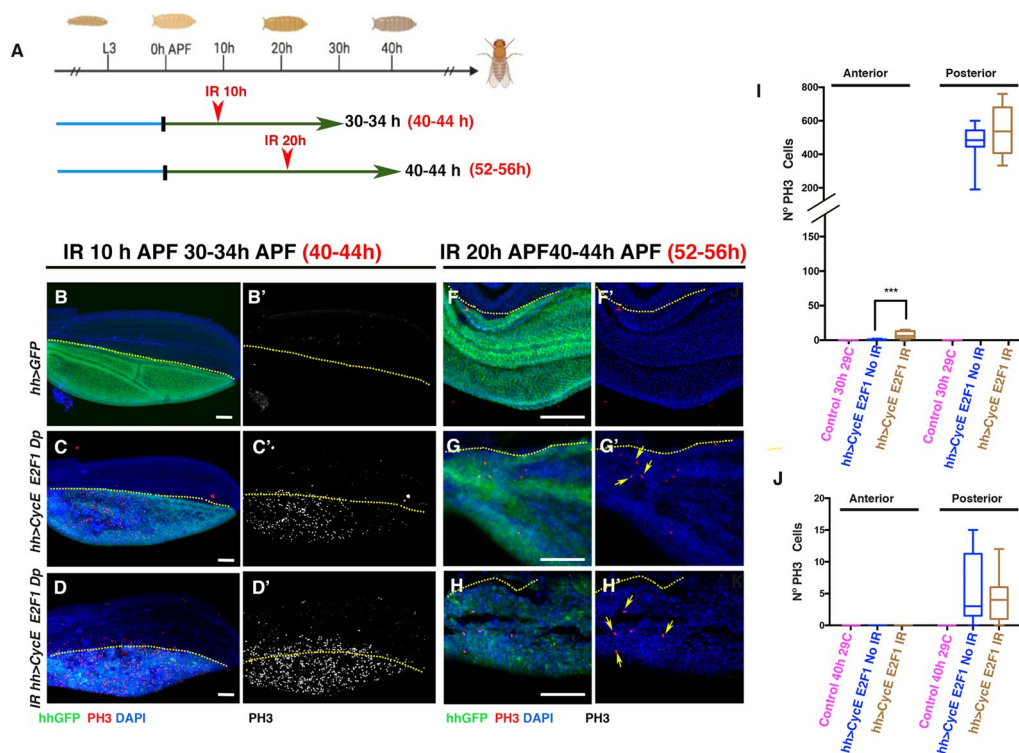 A
L3
0h APF
10h
20h
30h
40h
IR 10h
30-34 h (40-44 h)
IR 20h
40-44 h (52-56h)
IR 10 h APF 30-34h APF (40-44h)
IR 20h APF40-44h APF (52-56h)
hh>GFP
B
B'
F
F'
J
hh>CycE E2F1 Dp
C
C'
G
G'
IR hh>CycE E2F1 Dp
D
D'
H
H'
K
hhGFP PH3 DAPI
PH3
hhGFP PH3 DAPI
PH3
I
Anterior
Posterior
Nº PH3 Cells
800
600
400
200
150
100
50
0
***
Control 30h 29C
hh>CycE E2F1 No IR
hh>CycE E2F1 IR
Control 30h 29C
hh>CycE E2F1 No IR
hh>CycE E2F1 IR
J
Anterior
Posterior
Nº PH3 Cells
20
15
10
5
0
Control 40h 29C
hh>CycE E2F1 No IR
hh>CycE E2F1 IR
Control 40h 29C
hh>CycE E2F1 No IR
hh>CycE E2F1 IR